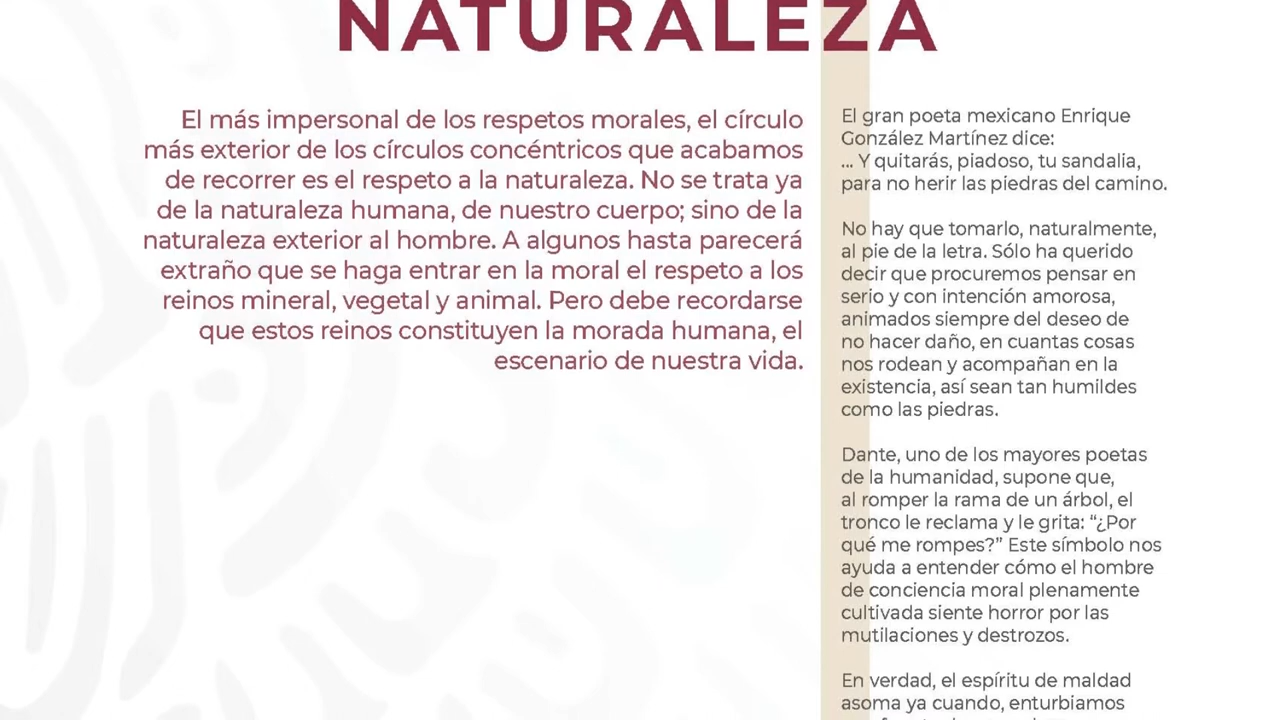 NATURALEZA
El más impersonal de los respetos morales, el círculo
más exterior de los círculos concéntricos que acabamos
de recorrer es el respeto a la naturaleza. No se trata ya
de la naturaleza humana, de nuestro cuerpo; sino de la
naturaleza exterior al hombre. A algunos hasta parecerá
extraño que se haga entrar en la moral el respeto a los
reinos mineral, vegetal y animal. Pero debe recordarse
que estos reinos constituyen la morada humana, el
escenario de nuestra vida.
El gran poeta mexicano Enrique
González Martínez dice:
... Y quitarás, piadoso, tu sandalia,
para no herir las piedras del camino.
No hay que tomarlo, naturalmente,
al pie de la letra. Sólo ha querido
decir que procuremos pensar en
serio y con intención amorosa,
animados siempre del deseo de
no hacer daño, en cuantas cosas
nos rodean y acompañan en la
existencia, así sean tan humildes
como las piedras.
Dante, uno de los mayores poetas
de la humanidad, supone que,
al romper la rama de un árbol, el
tronco le reclama y le grita: “¿Por
qué me rompes?” Este símbolo nos
ayuda a entender cómo el hombre
de conciencia moral plenamente
cultivada siente horror por las
mutilaciones y destrozos.
En verdad, el espíritu de maldad
asoma ya cuando, enturbiamos